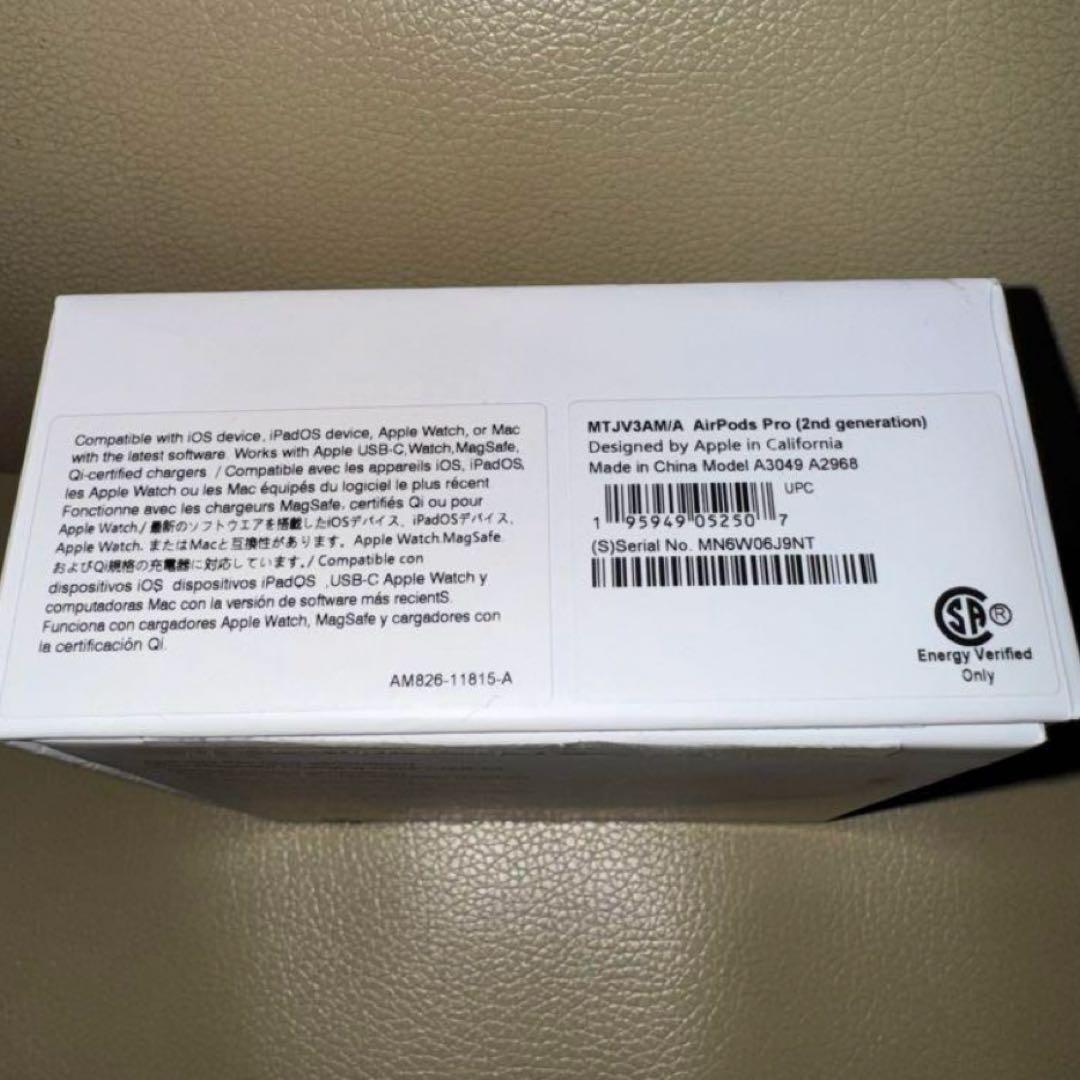 Compatible with iOS device, iPadOS device, Apple Watch, or Mac
with the latest software. Works with Apple USB-C,Watch,MagSafe,
Qi-certified chargers / Compatible avec les appareils iOS, iPadOS,
les Apple Watch ou les Mac équipés du logiciel le plus récent
Fonctionne avec les chargeurs MagSafe, certifiés Qi ou pour
Apple Watch./ 最新のソフトウエアを搭載したiOSデバイス、iPadOSデバイス、
Apple Watch、またはMacと互換性があります。Apple Watch.MagSafe
およびQi規格の充電器に対応しています。/ Compatible con
dispositivos iOS dispositivos iPadOS ,USB-C Apple Watch y
computadoras Mac con la versión de software más recientS.
Funciona con cargadores Apple Watch, MagSafe y cargadores con
la certificación Qi.
AM826-11815-A
MTJV3AM/A AirPods Pro (2nd generation)
Designed by Apple in California
Made in China Model A3049 A2968
UPC
1 95949 05250 7
(S)Serial No. MN6W06J9NT
SA ®
Energy Verified
Only